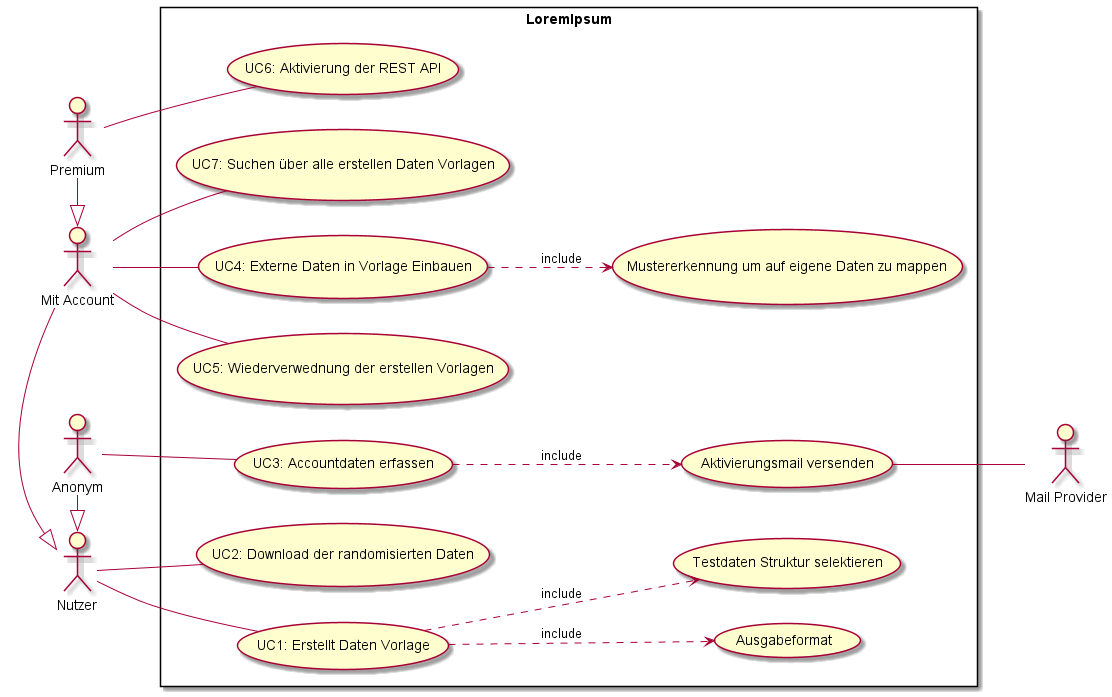 LoremIpsum
UC6: Aktivierung der REST API
Premium
UC7: Suchen über alle erstellen Daten Vorlagen
Mit Account
UC4: Externe Daten in Vorlage Einbauen
include
Mustererkennung um auf eigene Daten zu mappen
UC5: Wiederverwednung der erstellen Vorlagen
Anonym
UC3: Accountdaten erfassen
include
Aktivierungsmail versenden
Mail Provider
Nutzer
UC2: Download der randomisierten Daten
include
Testdaten Struktur selektieren
UC1: Erstellt Daten Vorlage
include
Ausgabeformat